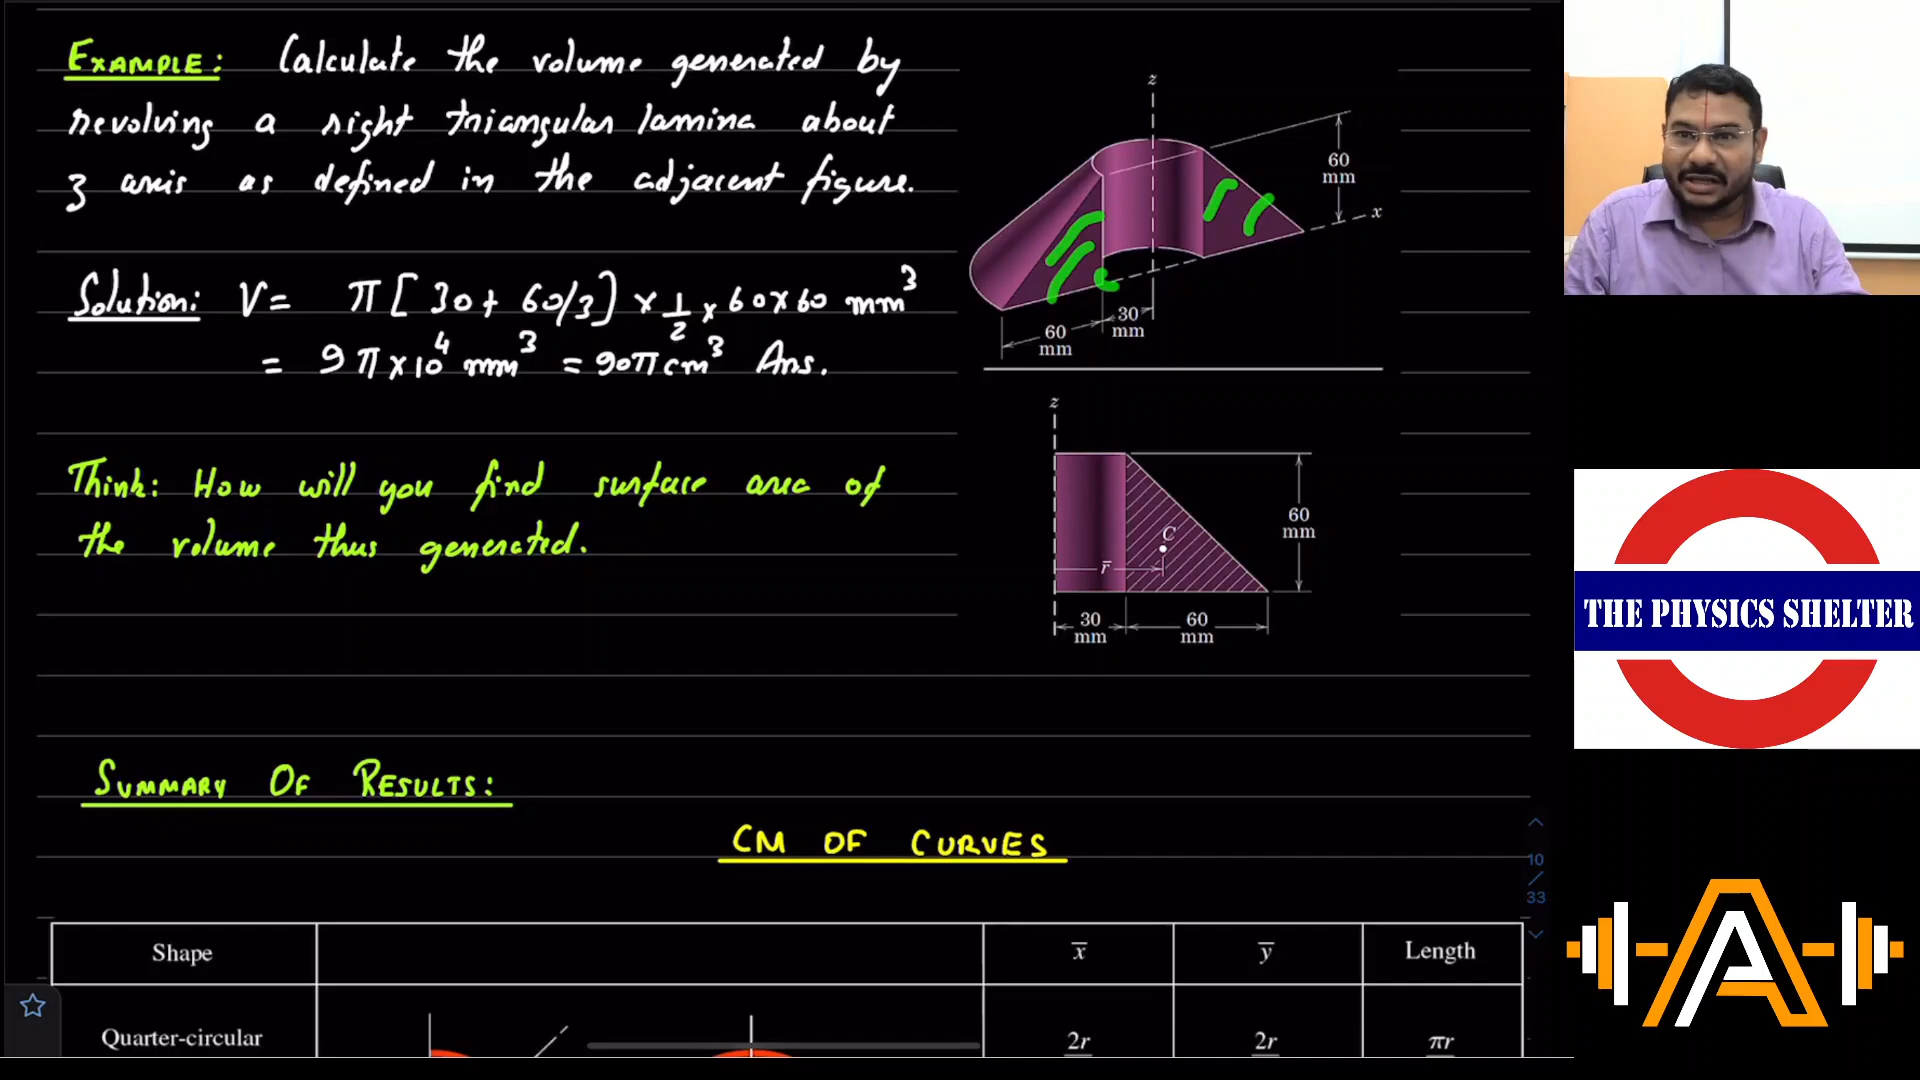 EXAMPLE: Calculate the volume generated by
revolving a right triangular lamina about
z axis as defined in the adjacent figure.
Solution: V = π [ 30 + 60/3 ] × 1/2 × 60 × 60 mm³
= 9π × 10⁴ mm³ = 90π cm³ Ans.
Think: How will you find surface area of
the volume thus generated.
z
60
mm
x
30
mm
60
mm
z
60
mm
C
r̄
30
mm
60
mm
SUMMARY OF RESULTS:
CM OF CURVES
Shape x̄ ȳ Length
Quarter-circular 2r 2r πr
10
/
33
THE PHYSICS SHELTER
A